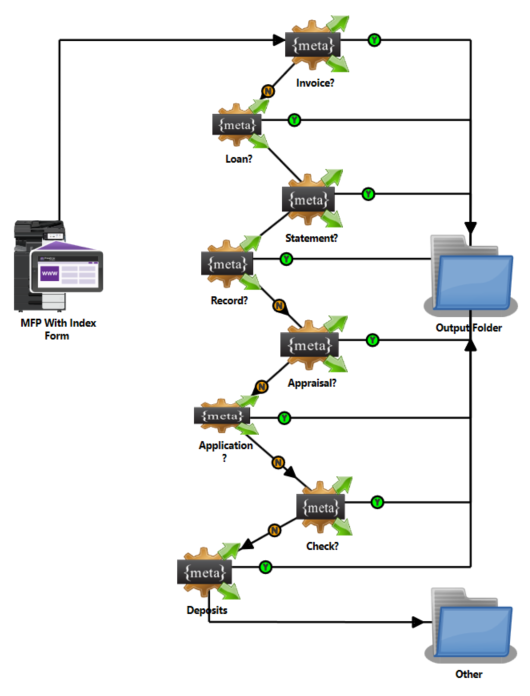 {meta}
Y
Invoice?
N
{meta}
Y
Loan?
{meta}
Y
Statement?
WWW
MFP With Index
Form
{meta}
Y
Record?
Output Folder
N
{meta}
Y
Appraisal?
N
{meta}
Y
Application
?
N
{meta}
Y
Check?
N
{meta}
Y
Deposits
Other